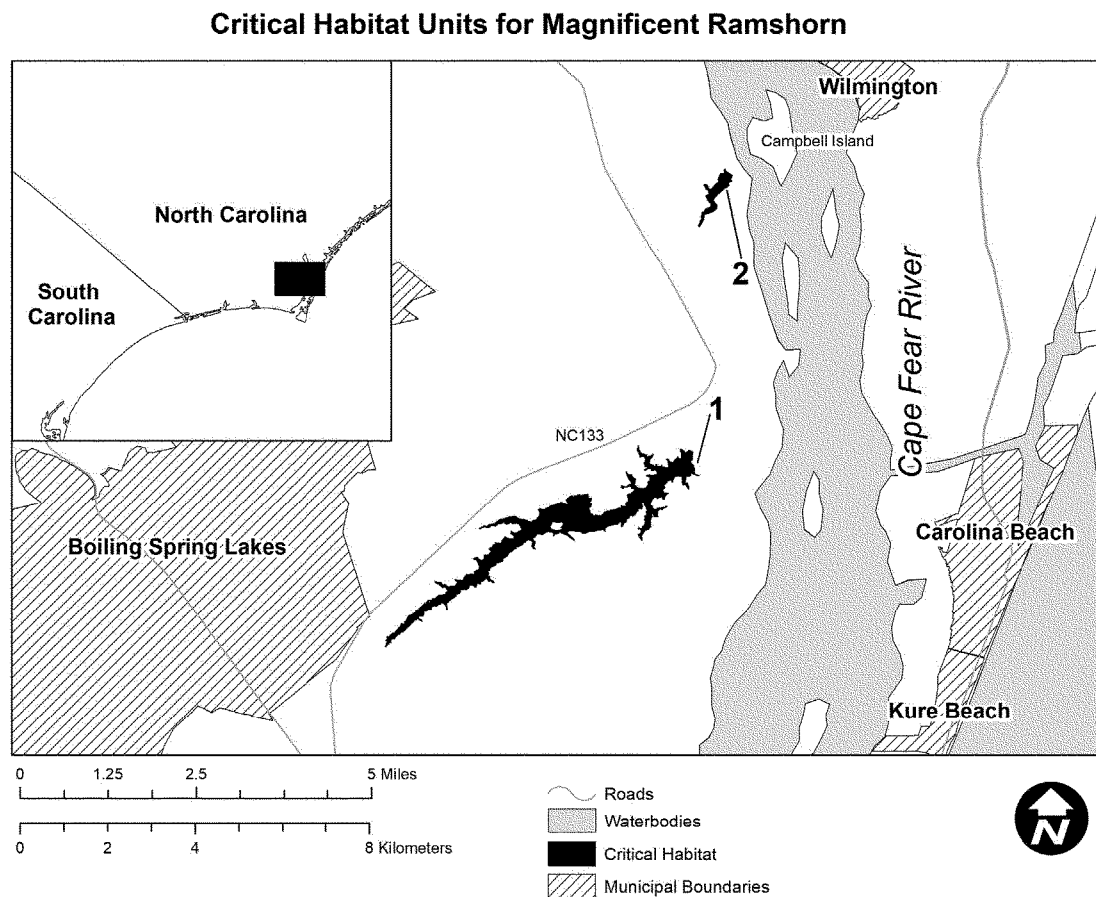 Critical Habitat Units for Magnificent Ramshorn
Wilmington
Campbell Island
North Carolina
South
Carolina
2
Cape Fear River
1
NC133
Boiling Spring Lakes
Carolina Beach
Kure Beach
0 1.25 2.5 5 Miles
0 2 4 8 Kilometers
Roads
Waterbodies
Critical Habitat
Municipal Boundaries
N